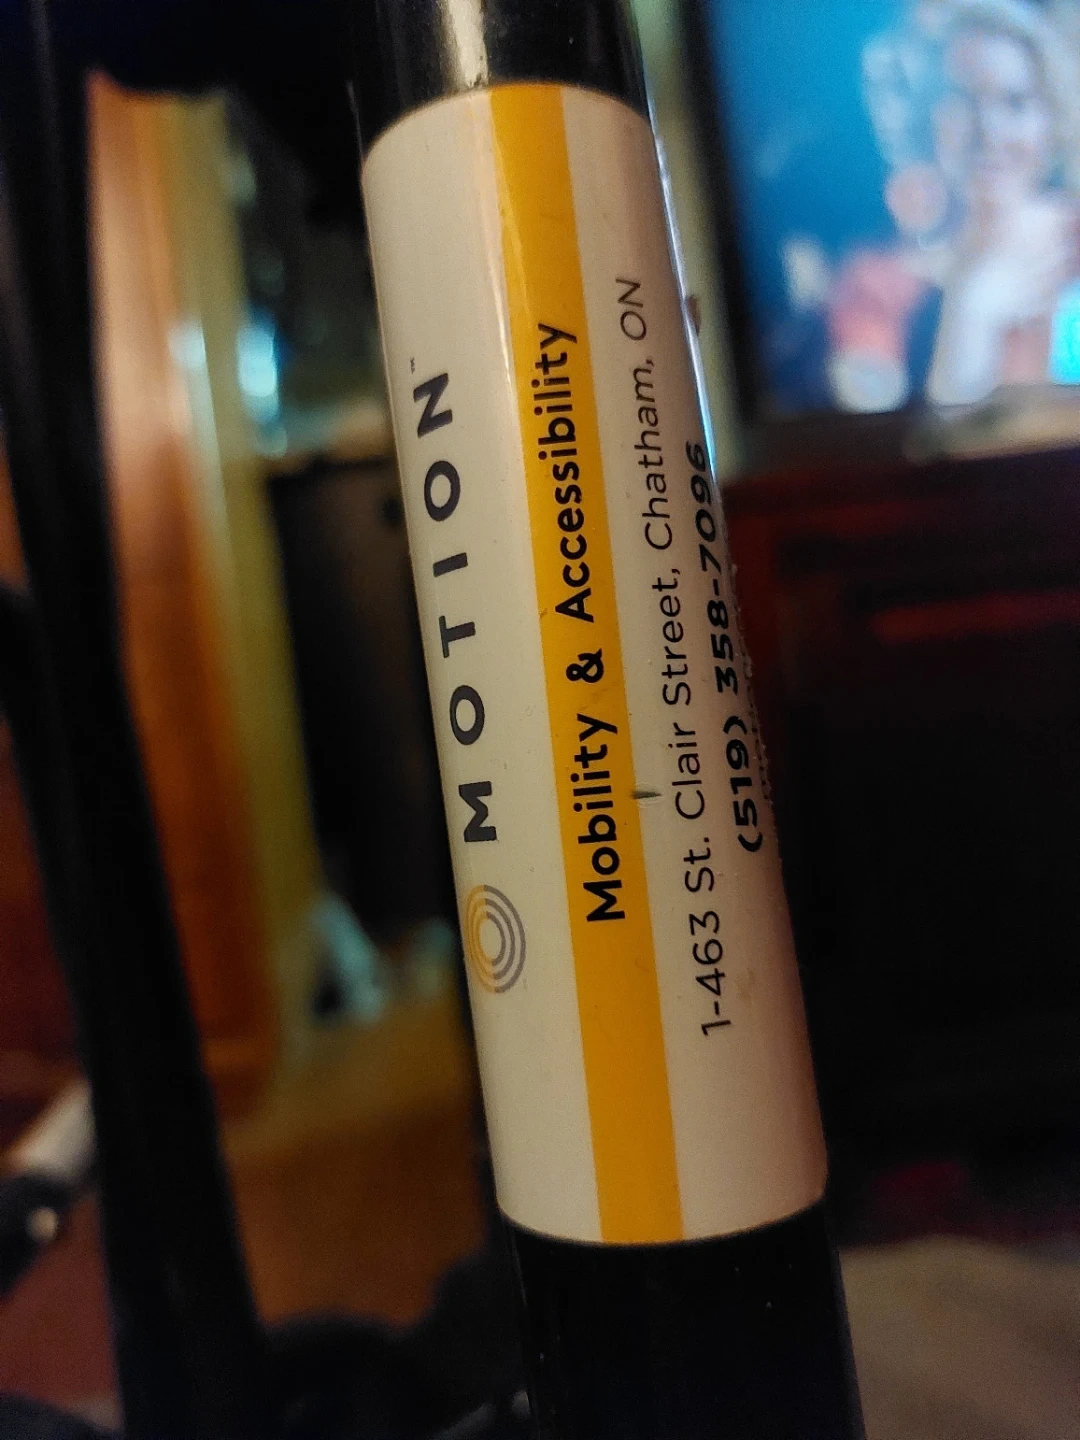 MOTION™
Mobility & Accessibility
1-463 St. Clair Street, Chatham, ON
(519) 358-7096